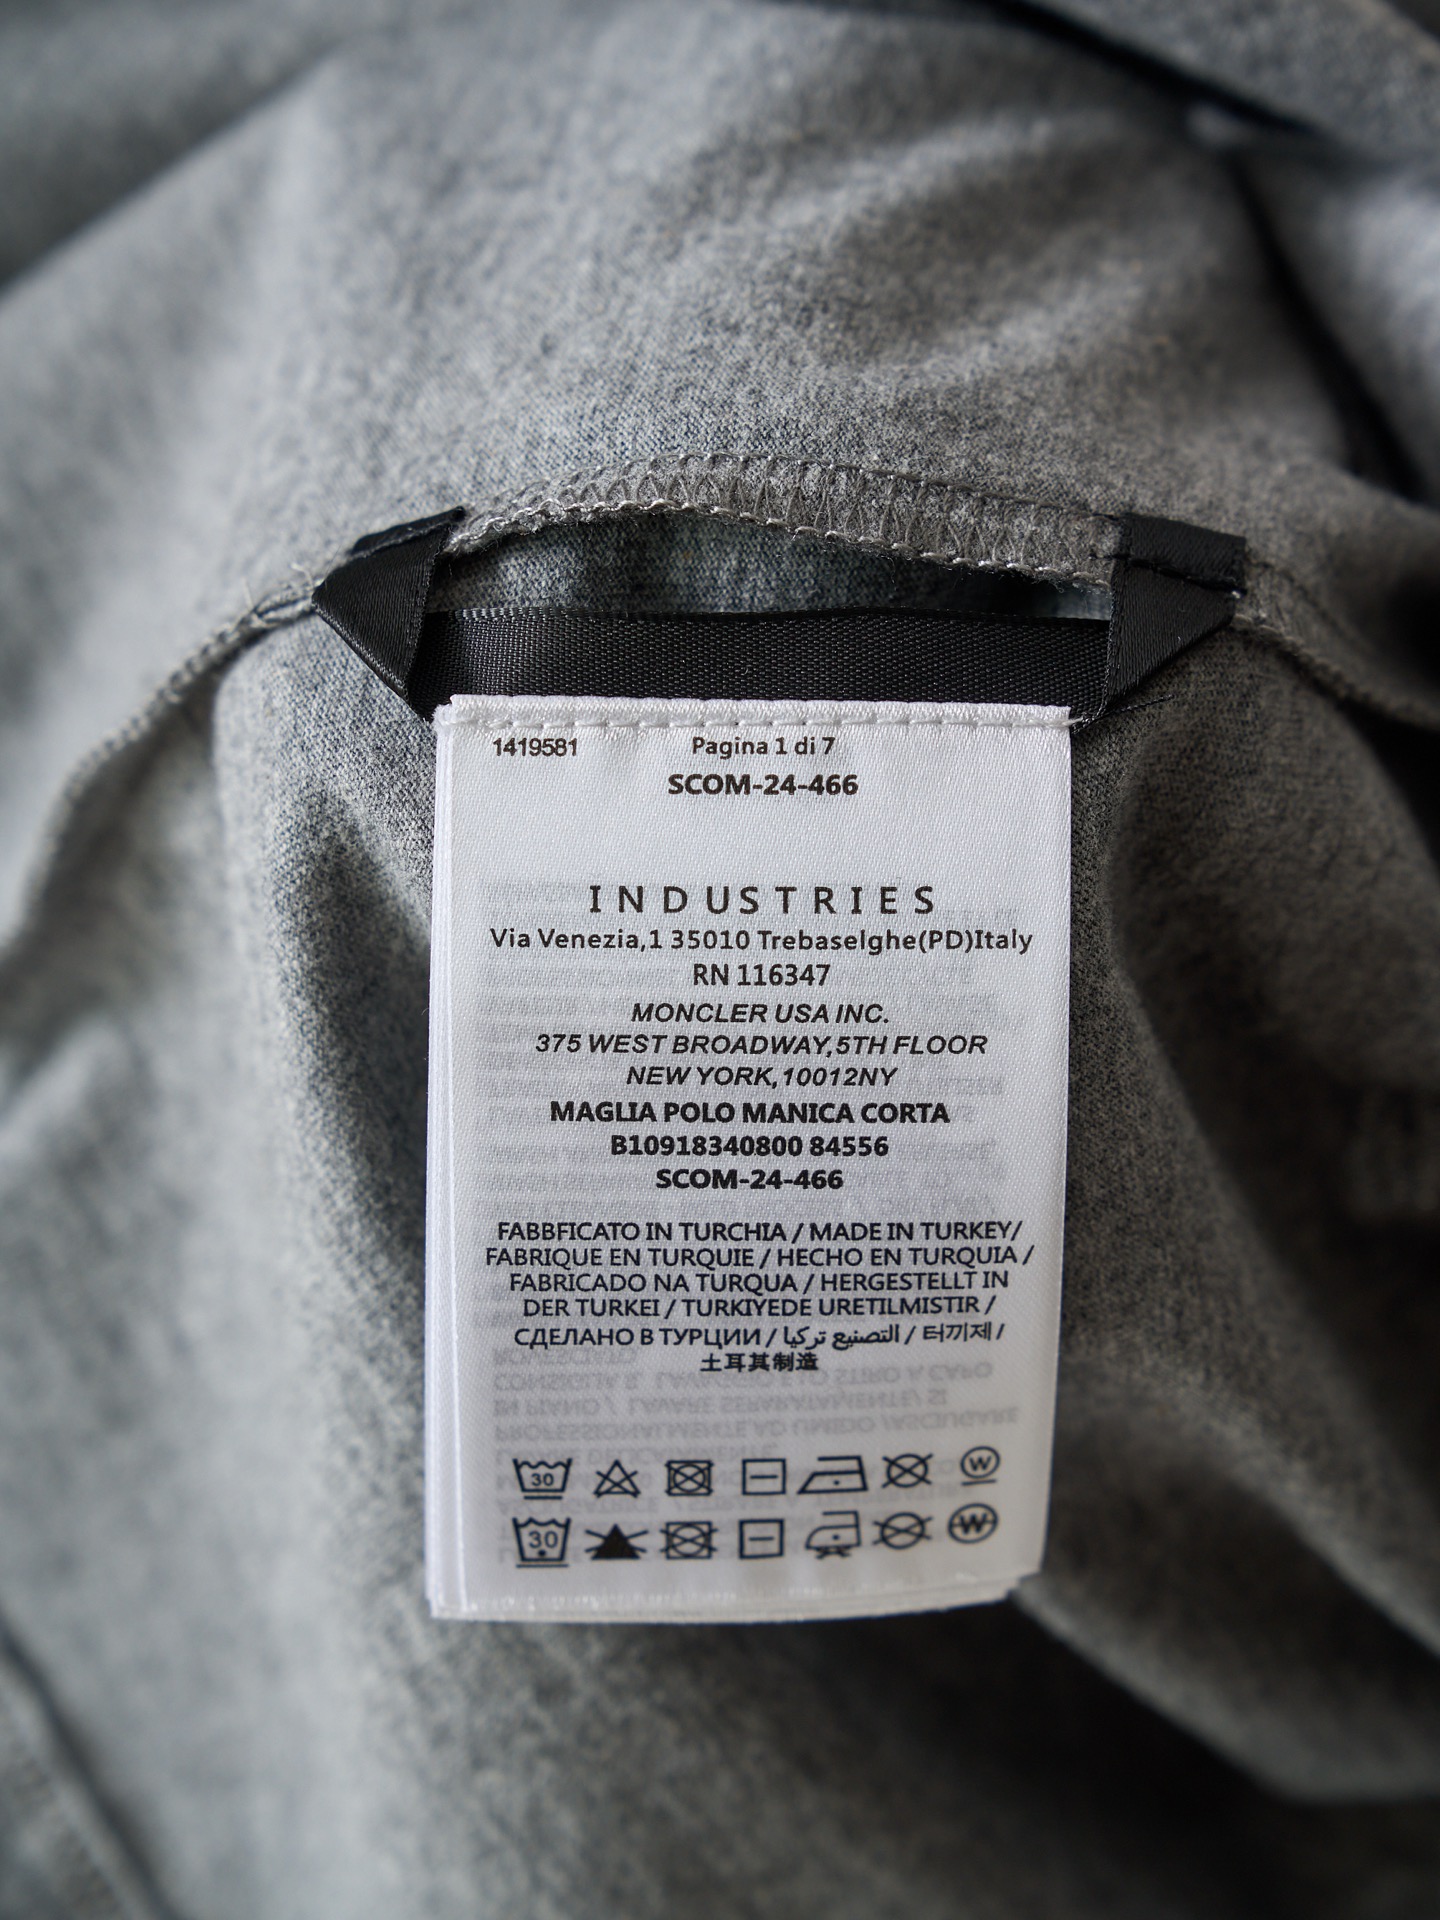 1419581 Pagina 1 di 7
SCOM-24-466
INDUSTRIES
Via Venezia,1 35010 Trebaselghe(PD)Italy
RN 116347
MONCLER USA INC.
375 WEST BROADWAY,5TH FLOOR
NEW YORK,10012NY
MAGLIA POLO MANICA CORTA
B10918340800 84556
SCOM-24-466
FABBFICATO IN TURCHIA / MADE IN TURKEY/
FABRIQUE EN TURQUIE / HECHO EN TURQUIA /
FABRICADO NA TURQUA / HERGESTELLT IN
DER TURKEI / TURKIYEDE URETILMISTIR /
СДЕЛАНО В ТУРЦИИ / التصنيع تركيا / 터끼제 /
土耳其制造
30 W
30 W